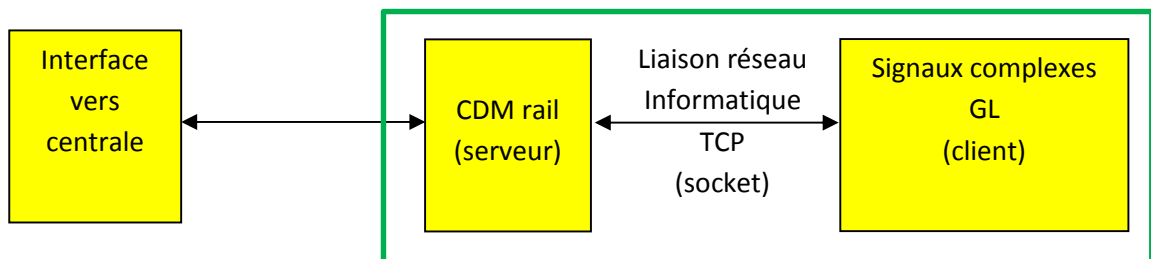 Interface
vers
centrale
CDM rail
(serveur)
Liaison réseau
Informatique
TCP
(socket)
Signaux complexes
GL
(client)